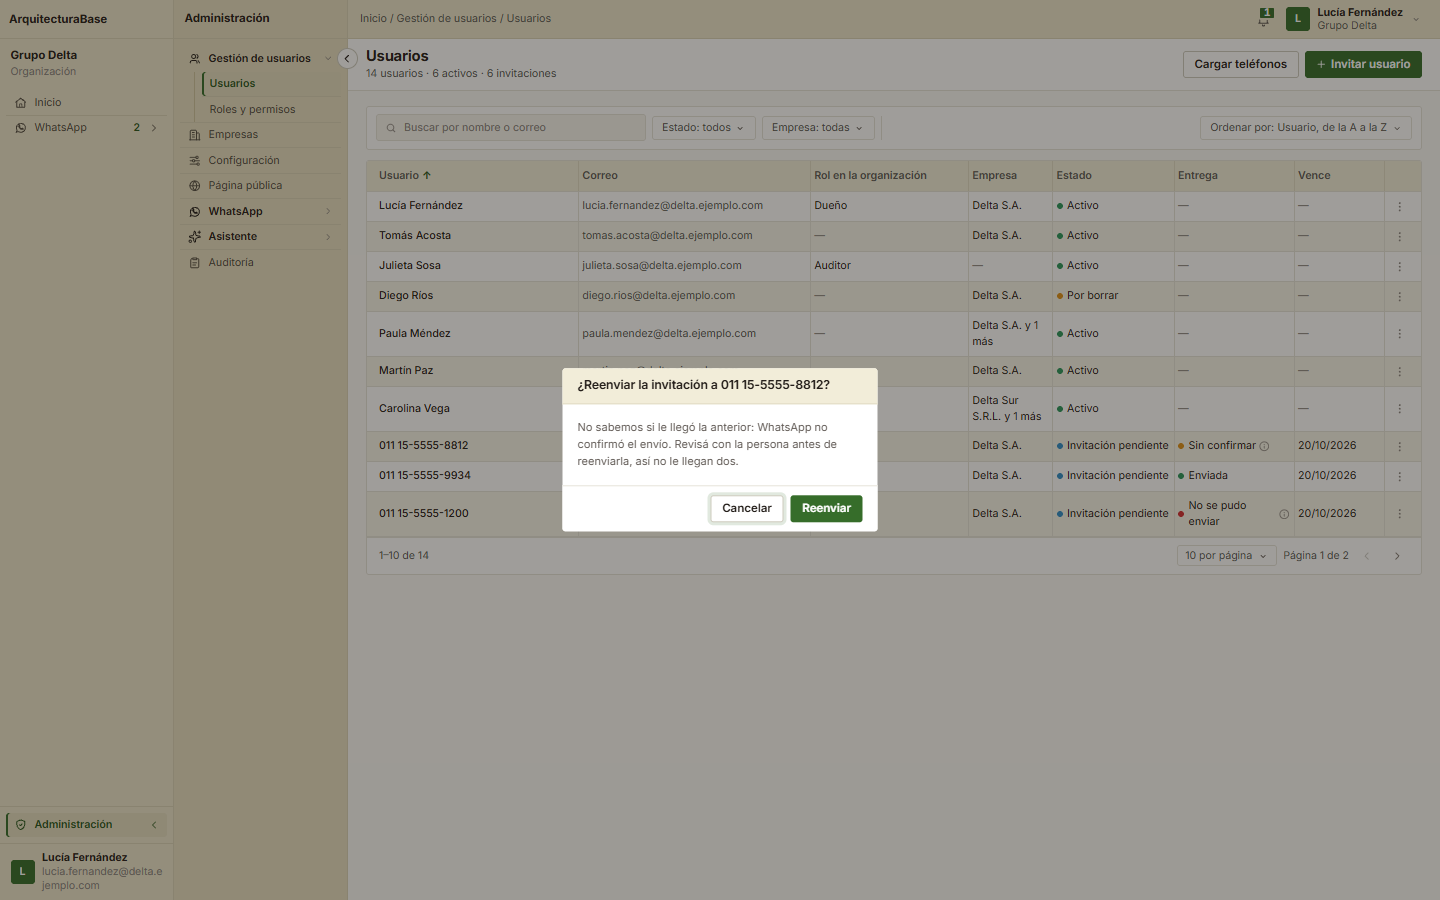 ArquitecturaBase
Grupo Delta
Organización
Inicio
WhatsApp 2
Administración
Lucía Fernández
lucia.fernandez@delta.e
jemplo.com
Administración
Gestión de usuarios
Usuarios
Roles y permisos
Empresas
Configuración
Página pública
WhatsApp
Asistente
Auditoría
Inicio / Gestión de usuarios / Usuarios
1
L
Lucía Fernández
Grupo Delta
Usuarios
14 usuarios · 6 activos · 6 invitaciones
Cargar teléfonos
+ Invitar usuario
Buscar por nombre o correo
Estado: todos
Empresa: todas
Ordenar por: Usuario, de la A a la Z
Usuario ↑ Correo Rol en la organización Empresa Estado Entrega Vence
Lucía Fernández lucia.fernandez@delta.ejemplo.com Dueño Delta S.A. Activo — —
Tomás Acosta tomas.acosta@delta.ejemplo.com — Delta S.A. Activo — —
Julieta Sosa julieta.sosa@delta.ejemplo.com Auditor — Activo — —
Diego Ríos diego.rios@delta.ejemplo.com — Delta S.A. Por borrar — —
Paula Méndez paula.mendez@delta.ejemplo.com — Delta S.A. y 1
más Activo — —
Martín Paz Delta S.A. Activo — —
Carolina Vega Delta Sur
S.R.L. y 1 más Activo — —
011 15-5555-8812 Delta S.A. Invitación pendiente Sin confirmar 20/10/2026
011 15-5555-9934 Delta S.A. Invitación pendiente Enviada 20/10/2026
011 15-5555-1200 Delta S.A. Invitación pendiente No se pudo
enviar 20/10/2026
1–10 de 14
10 por página
Página 1 de 2
¿Reenviar la invitación a 011 15-5555-8812?
No sabemos si le llegó la anterior: WhatsApp no
confirmó el envío. Revisá con la persona antes de
reenviarla, así no le llegan dos.
Cancelar
Reenviar
L